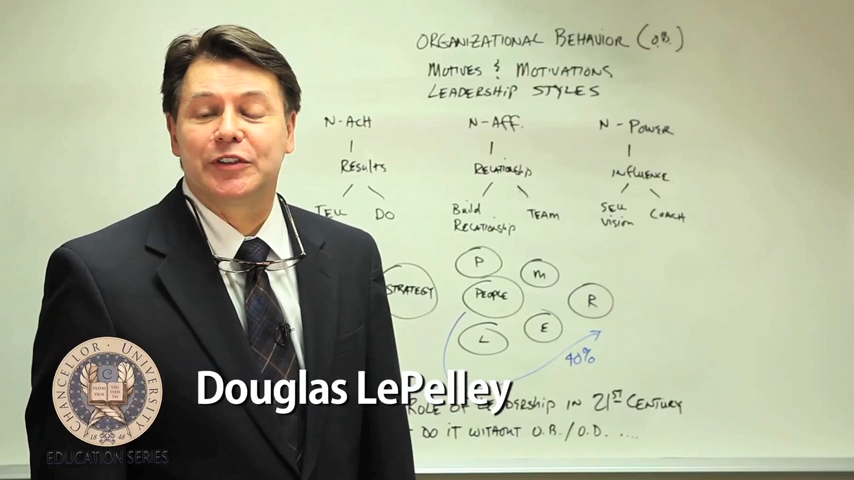 ORGANIZATIONAL BEHAVIOR (O.B.)
MOTIVES & MOTIVATIONS
LEADERSHIP STYLES
N-ACH
N-AFF.
N-POWER
RESULTS
RELATIONSHIP
INFLUENCE
TELL
DO
Build Relationship
TEAM
SELL Vision
COACH
STRATEGY
P
M
PEOPLE
R
L
E
40%
Douglas LePelley
ROLE OF LEADERSHIP IN 21ST CENTURY
- DO IT WITHOUT O.B./O.D. ....
CHANCELLOR · UNIVERSITY
C
18 48
EDUCATION SERIES